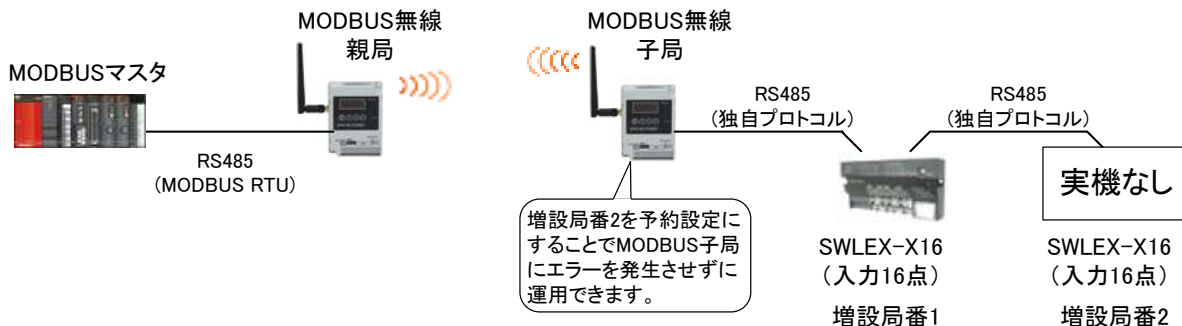 MODBUSマスタ
RS485
(MODBUS RTU)
MODBUS無線
親局
MODBUS無線
子局
増設局番2を予約設定に
することでMODBUS子局
にエラーを発生させずに
運用できます。
RS485
(独自プロトコル)
SWLEX-X16
(入力16点)
増設局番1
RS485
(独自プロトコル)
実機なし
SWLEX-X16
(入力16点)
増設局番2